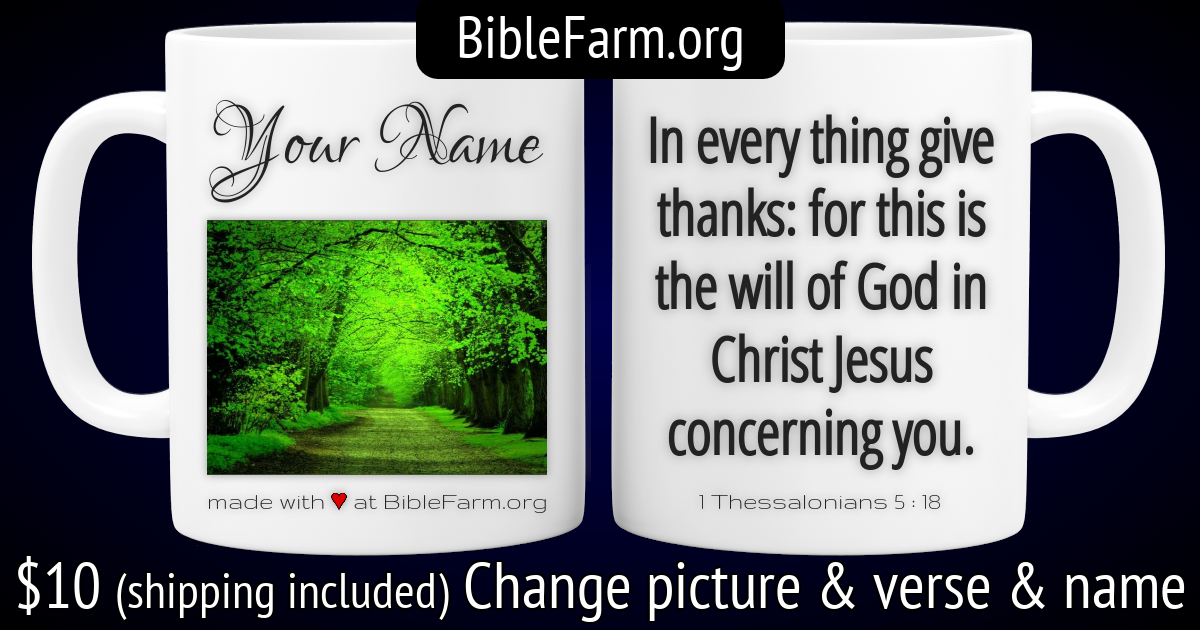 BibleFarm.org
Your Name
made with ♥ at BibleFarm.org
In every thing give
thanks: for this is
the will of God in
Christ Jesus
concerning you.
1 Thessalonians 5 : 18
$10 (shipping included) Change picture & verse & name